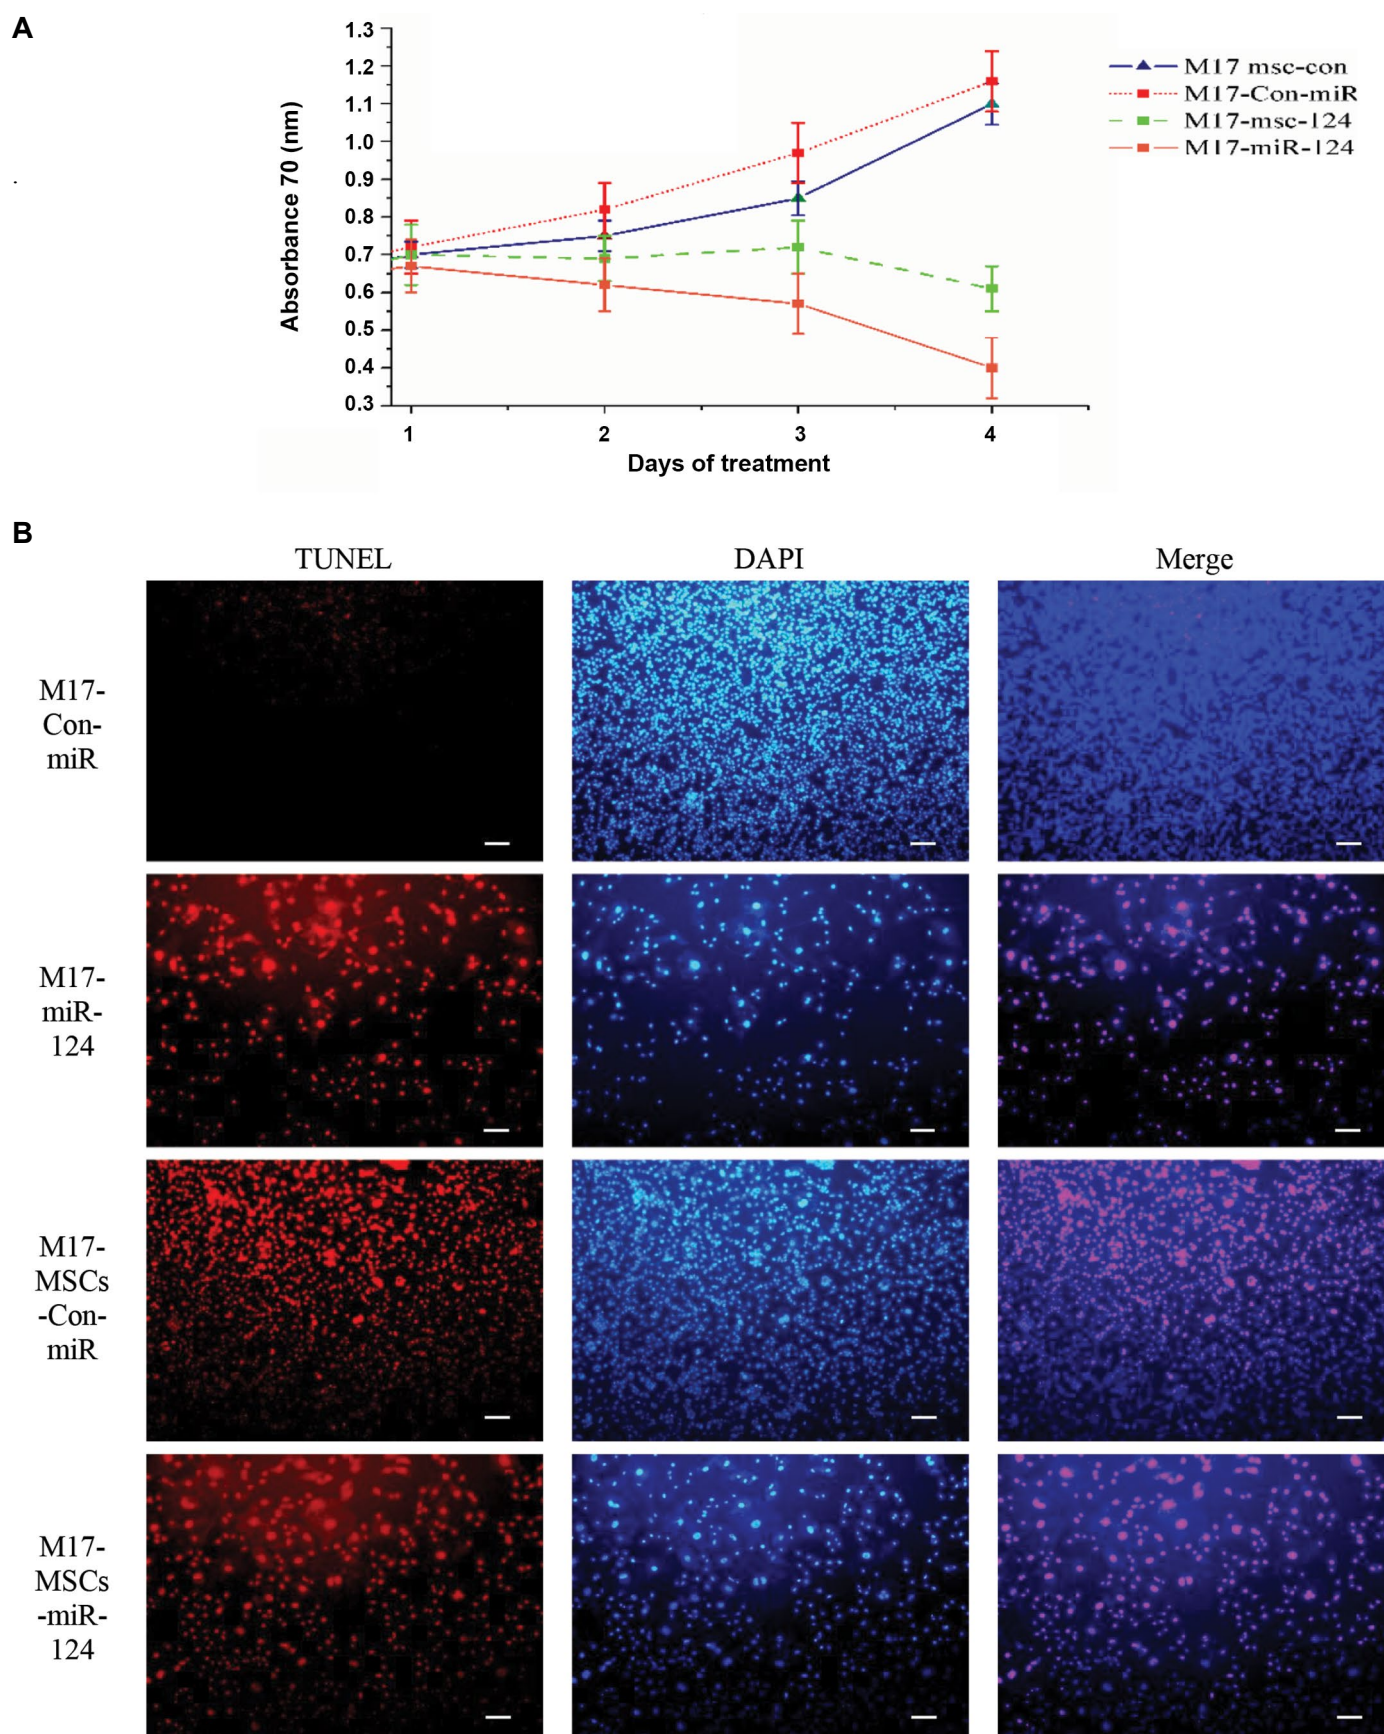 A
1.3
1.2
1.1
1.0
0.9
0.8
0.7
0.6
0.5
0.4
0.3
Absorbance 70 (nm)
1 2 3 4
Days of treatment
M17 msc-con
M17-Con-miR
M17-msc-124
M17-miR-124
B
TUNEL DAPI Merge
M17-
Con-
miR
M17-
miR-
124
M17-
MSCs
-Con-
miR
M17-
MSCs
-miR-
124